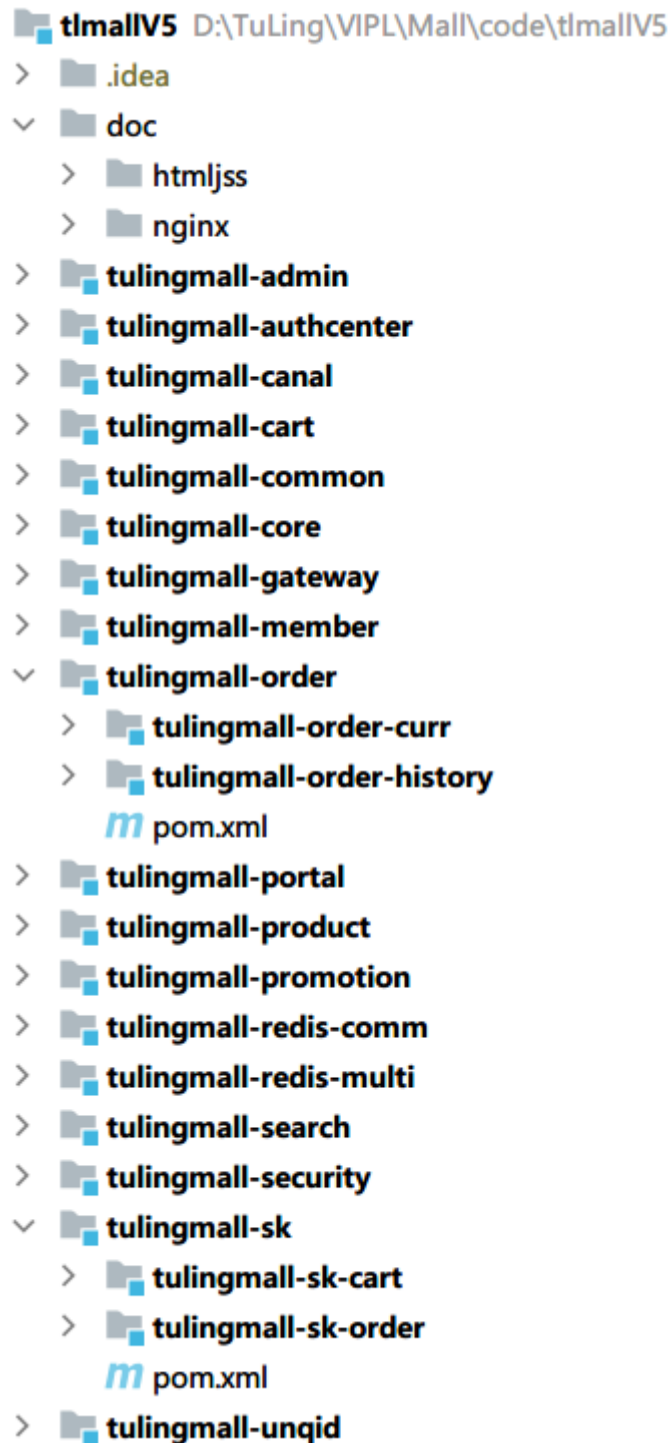 tlmallV5 D:\TuLing\VIPL\Mall\code\tlmallV5
.idea
doc
htmljss
nginx
tulingmall-admin
tulingmall-authcenter
tulingmall-canal
tulingmall-cart
tulingmall-common
tulingmall-core
tulingmall-gateway
tulingmall-member
tulingmall-order
tulingmall-order-curr
tulingmall-order-history
m pom.xml
tulingmall-portal
tulingmall-product
tulingmall-promotion
tulingmall-redis-comm
tulingmall-redis-multi
tulingmall-search
tulingmall-security
tulingmall-sk
tulingmall-sk-cart
tulingmall-sk-order
m pom.xml
tulingmall-unqid